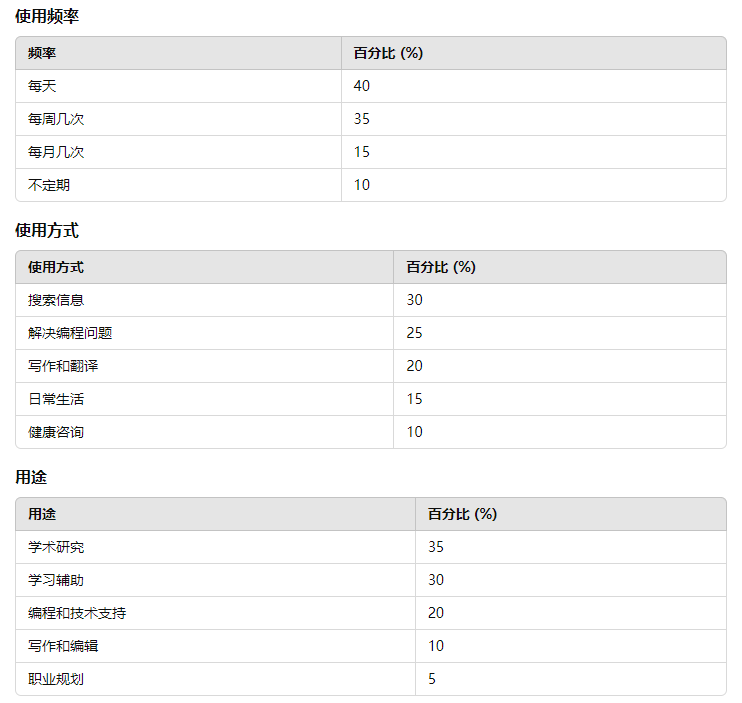 使用频率
频率 百分比 (%)
每天 40
每周几次 35
每月几次 15
不定期 10
使用方式
使用方式 百分比 (%)
搜索信息 30
解决编程问题 25
写作和翻译 20
日常生活 15
健康咨询 10
用途
用途 百分比 (%)
学术研究 35
学习辅助 30
编程和技术支持 20
写作和编辑 10
职业规划 5